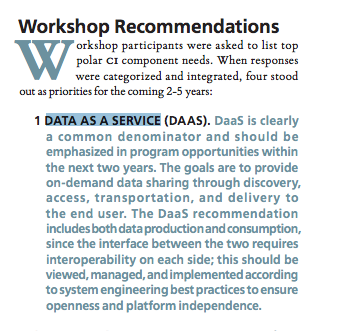 Workshop Recommendations
Workshop participants were asked to list top
polar CI component needs. When responses
were categorized and integrated, four stood
out as priorities for the coming 2-5 years:
1 DATA AS A SERVICE (DAAS). DaaS is clearly
a common denominator and should be
emphasized in program opportunities within
the next two years. The goals are to provide
on-demand data sharing through discovery,
access, transportation, and delivery to
the end user. The DaaS recommendation
includes both data production and consumption,
since the interface between the two requires
interoperability on each side; this should be
viewed, managed, and implemented according
to system engineering best practices to ensure
openness and platform independence.